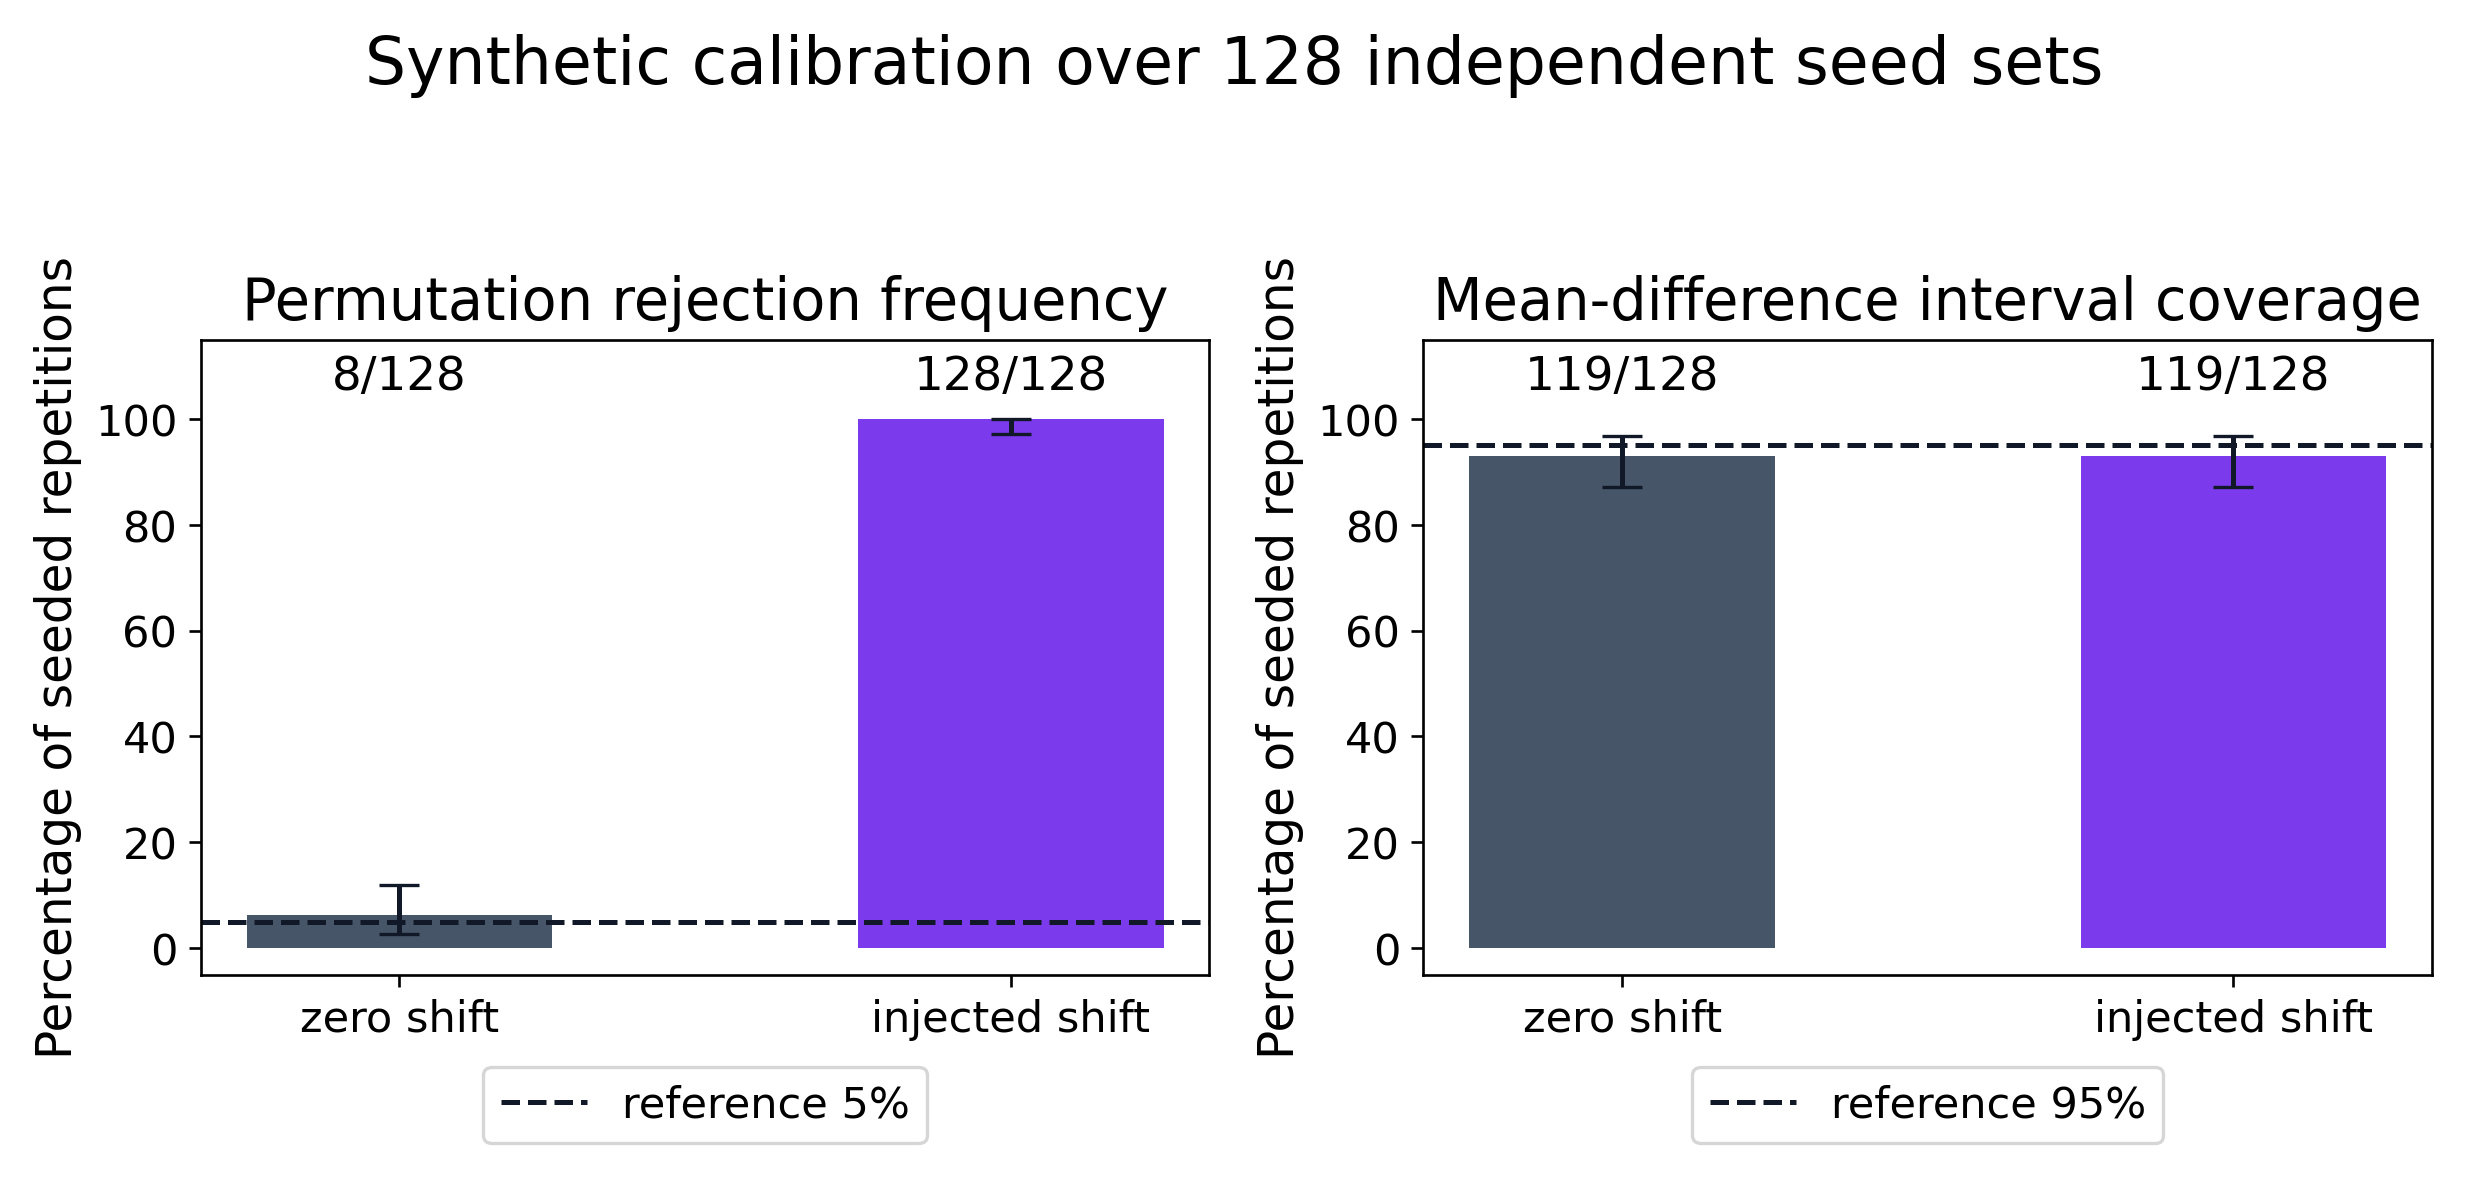 Synthetic calibration over 128 independent seed sets
Permutation rejection frequency
Percentage of seeded repetitions
8/128
128/128
100
80
60
40
20
0
zero shift
injected shift
reference 5%
Mean-difference interval coverage
Percentage of seeded repetitions
119/128
119/128
100
80
60
40
20
0
zero shift
injected shift
reference 95%